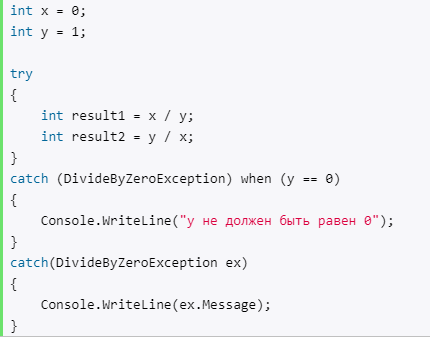 int x = 0;
int y = 1;
try
{
int result1 = x / y;
int result2 = y / x;
}
catch (DivideByZeroException) when (y == 0)
{
Console.WriteLine("y не должен быть равен 0");
}
catch(DivideByZeroException ex)
{
Console.WriteLine(ex.Message);
}